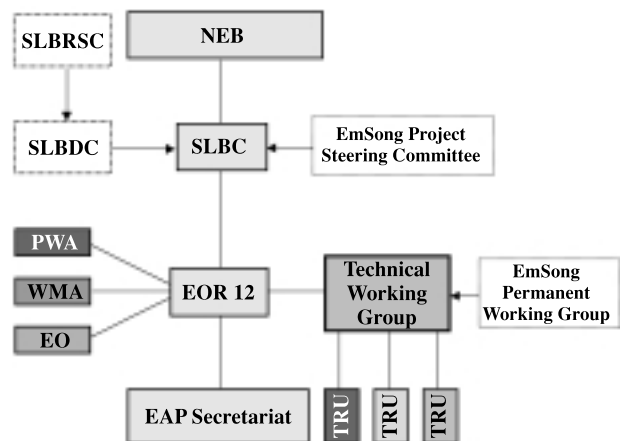 SLBRSC
NEB
SLBDC
SLBC
EmSong Project
Steering Committee
PWA
WMA
EO
EOR 12
Technical
Working
Group
EmSong
Permanent
Working Group
EAP Secretariat
TRU
TRU
TRU